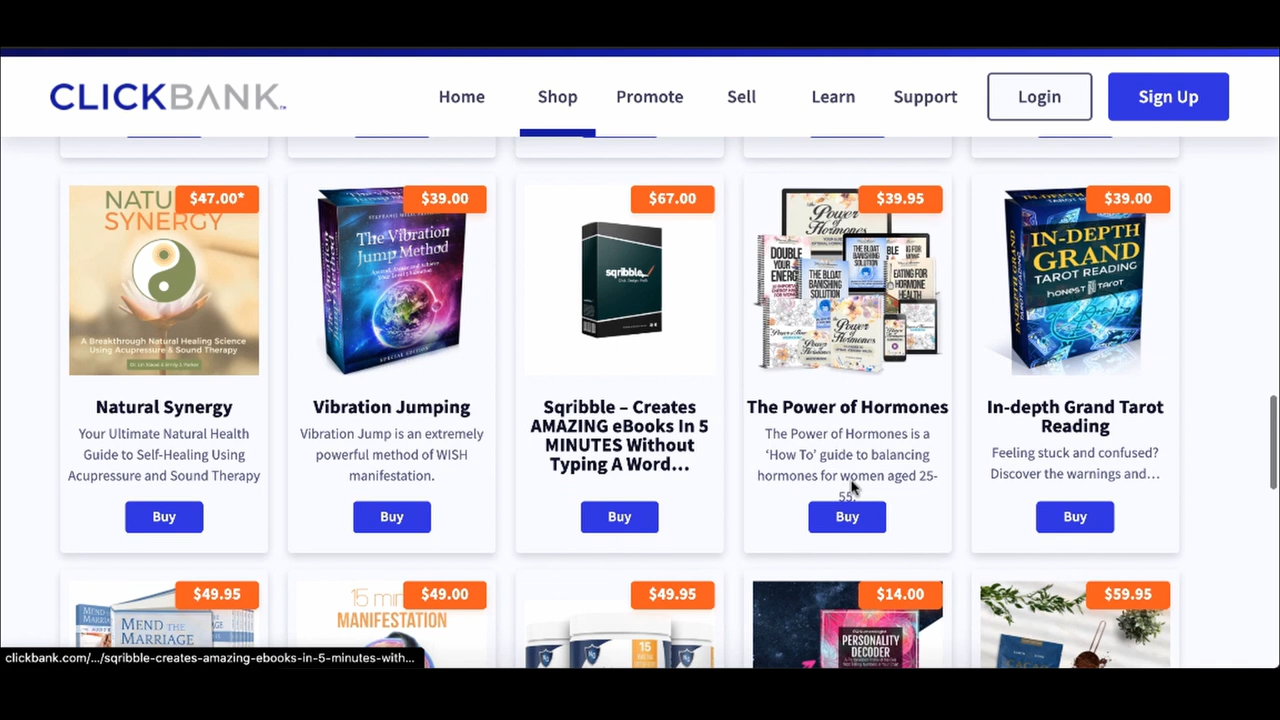 CLICKBANK
Home
Shop
Promote
Sell
Learn
Support
Login
Sign Up
$47.00*
$39.00
$67.00
$39.95
$39.00
SYNERGY
A Breakthrough Natural Healing Science
Using Acupressure & Sound Therapy
The Vibration
Jump Method
SPECIAL EDITION
sqribble
Power of
Hormones
DOUBLE
YOUR
ENERGY
THE BLOAT
BANISHING
SOLUTION
THE BLOAT
BANISHING
SOLUTION
EATING FOR
HORMONE
HEALTH
Power of
Hormones
IN-DEPTH
GRAND
TAROT READING
HONEST TAROT
Natural Synergy
Your Ultimate Natural Health
Guide to Self-Healing Using
Acupressure and Sound Therapy
Buy
Vibration Jumping
Vibration Jump is an extremely
powerful method of WISH
manifestation.
Buy
Sqribble – Creates
AMAZING eBooks In 5
MINUTES Without
Typing A Word...
Buy
The Power of Hormones
The Power of Hormones is a
‘How To’ guide to balancing
hormones for women aged 25-
55.
Buy
In-depth Grand Tarot
Reading
Feeling stuck and confused?
Discover the warnings and...
Buy
$49.95
$49.00
$49.95
$14.00
$59.95
MEND THE
MARRIAGE
15 min
MANIFESTATION
15
PERSONALITY
DECODER
clickbank.com/.../sqribble-creates-amazing-ebooks-in-5-minutes-with...